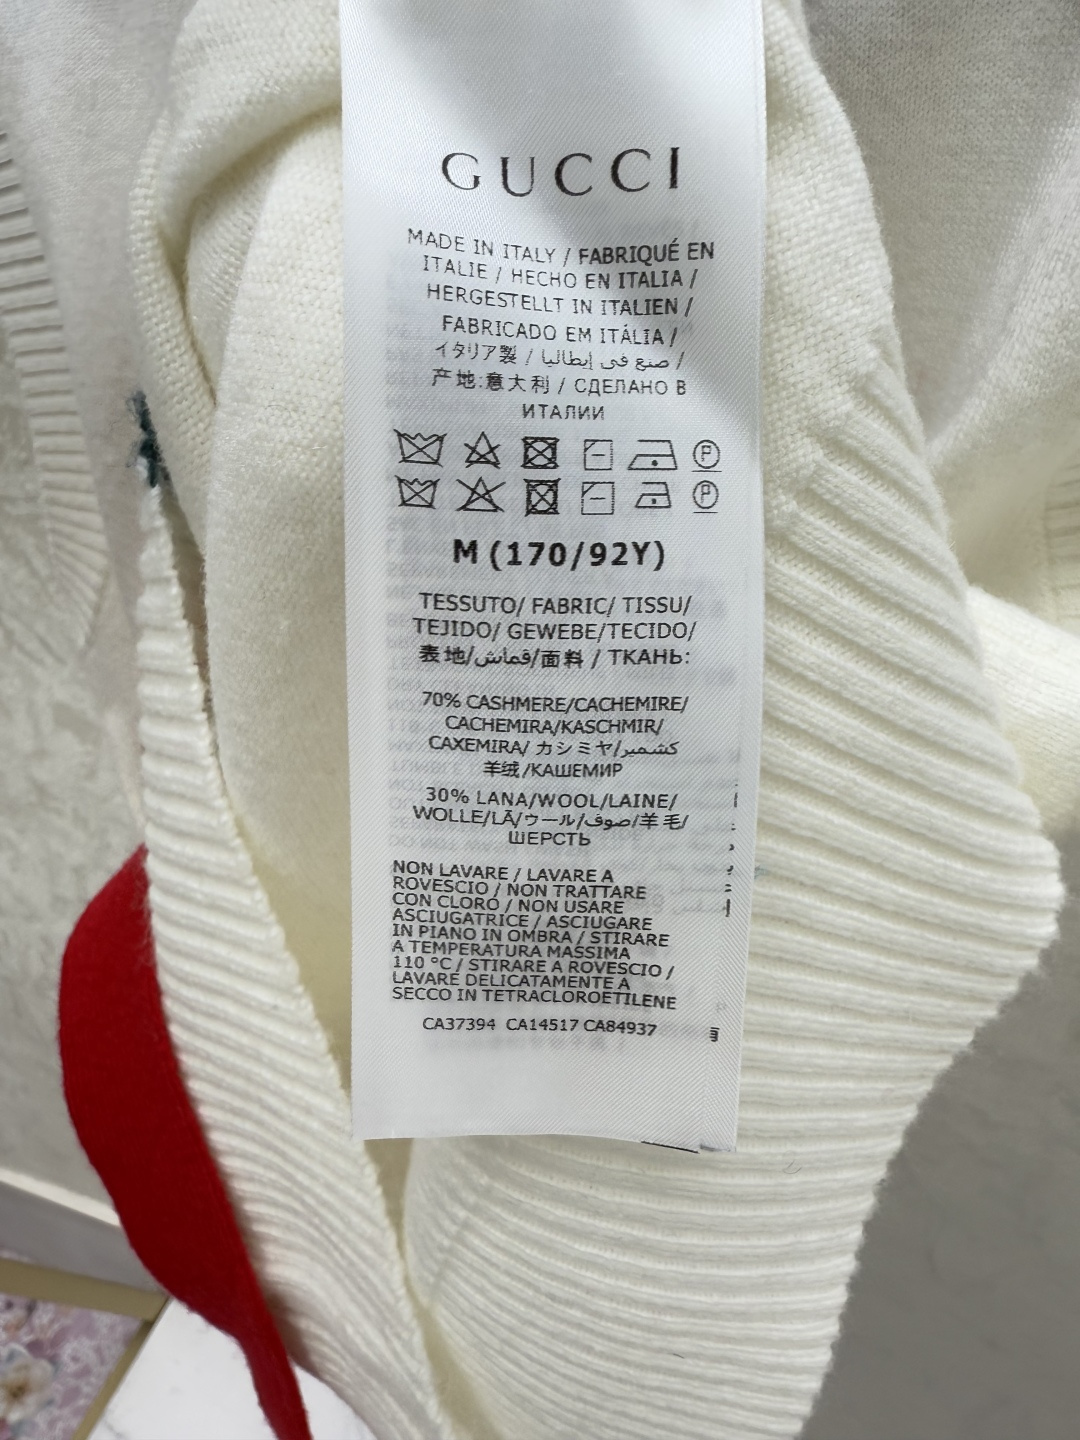 GUCCI
MADE IN ITALY / FABRIQUÉ EN
ITALIE / HECHO EN ITALIA /
HERGESTELLT IN ITALIEN /
FABRICADO EM ITÁLIA /
イタリア製 / صنع في إيطاليا /
产地:意大利 / СДЕЛАНО В
ИТАЛИИ
M (170/92Y)
TESSUTO/ FABRIC/ TISSU/
TEJIDO/ GEWEBE/TECIDO/
表地/قماش/面料 / ТКАНЬ:
70% CASHMERE/CACHEMIRE/
CACHEMIRA/KASCHMIR/
CAXEMIRA/ カシミヤ/كشمير
羊绒/КАШЕМИР
30% LANA/WOOL/LAINE/
WOLLE/LÃ/ウール/صوف/羊毛/
ШЕРСТЬ
NON LAVARE / LAVARE A
ROVESCIO / NON TRATTARE
CON CLORO / NON USARE
ASCIUGATRICE / ASCIUGARE
IN PIANO IN OMBRA / STIRARE
A TEMPERATURA MASSIMA
110 °C / STIRARE A ROVESCIO /
LAVARE DELICATAMENTE A
SECCO IN TETRACLOROETILENE
CA37394 CA14517 CA84937